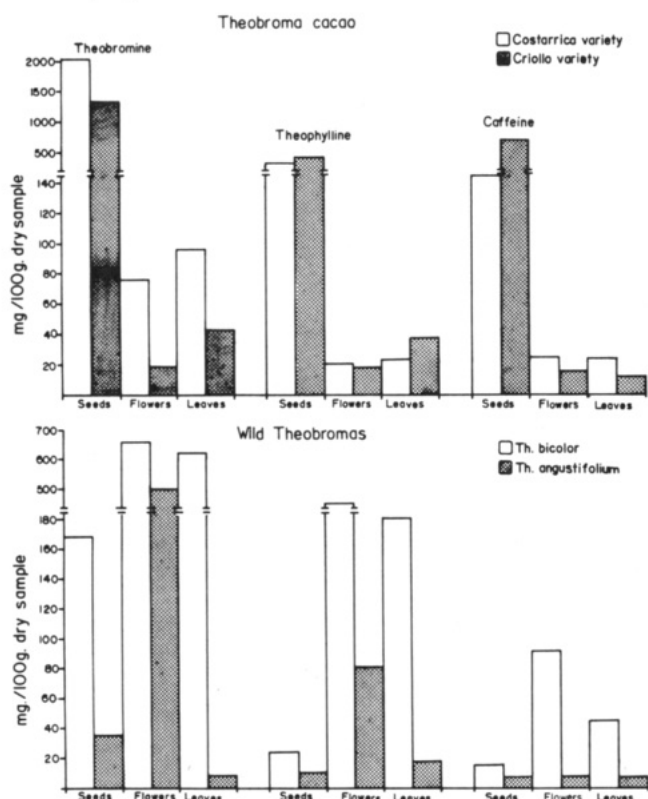 Theobroma cacao
Theobromine
Costarrica variety
Criollo variety
2000
1500
1000
500
140
100
80
60
40
20
mg./100g. dry sample
Theophylline
Caffeine
Seeds Flowers Leaves Seeds Flowers Leaves Seeds Flowers Leaves
Wild Theobromas
Th. bicolor
Th. angustifolium
700
600
500
180
160
140
120
100
80
60
40
20
mg./100g. dry sample
Seeds Flowers Leaves Seeds Flowers Leaves Seeds Flowers Leaves